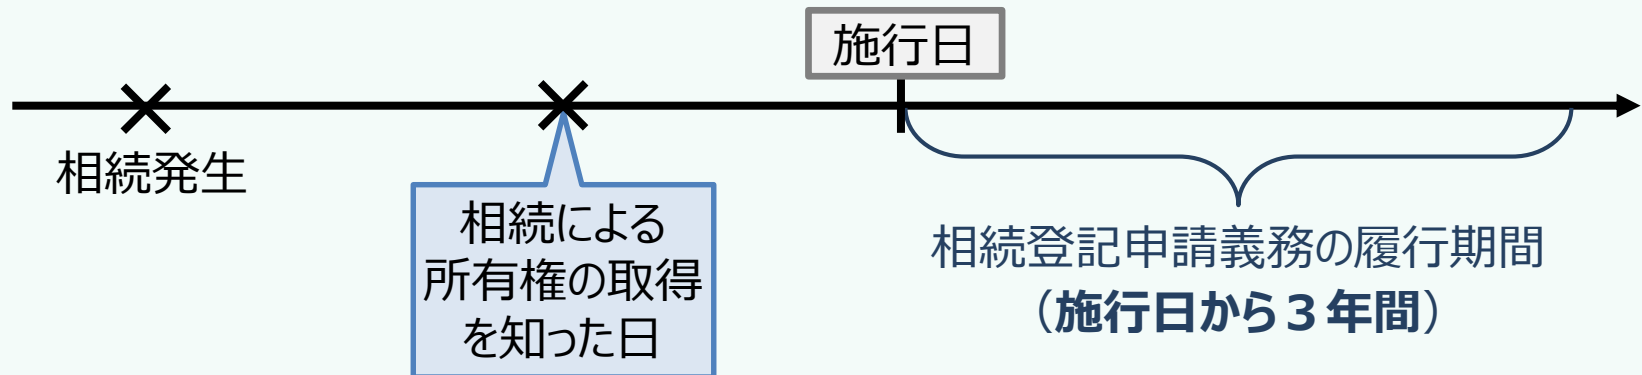 施行日
相続発生
相続による
所有権の取得
を知った日
相続登記申請義務の履行期間
（施行日から３年間）